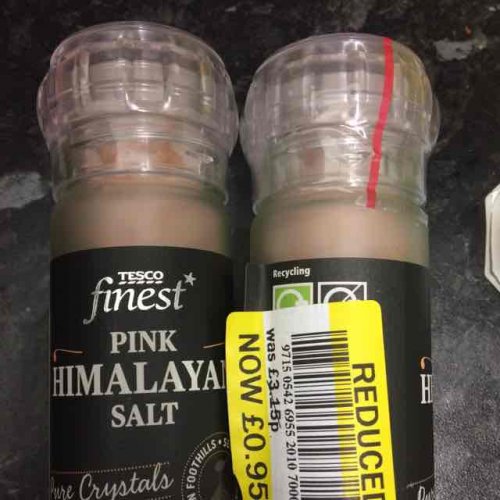 TESCO
finest
PINK
HIMALAYA
SALT
Pure Crystals
FOOTHILLS
Recycling
REDUCED
9715 0542 6955 2010 700
was £3.15p
NOW £0.95